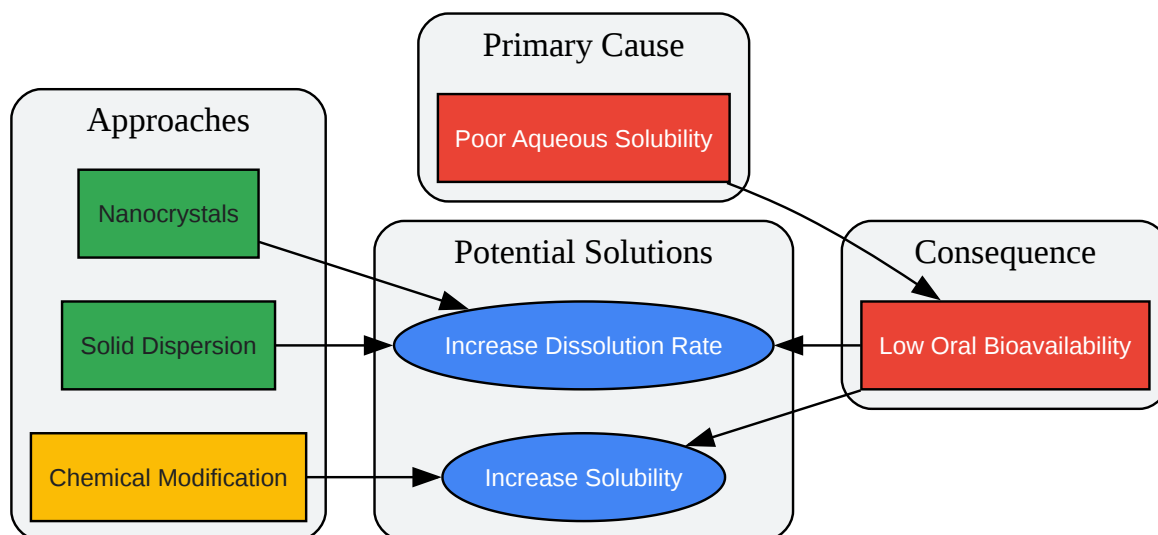 Primary Cause
Poor Aqueous Solubility
Approaches
Nanocrystals
Solid Dispersion
Chemical Modification
Potential Solutions
Increase Dissolution Rate
Increase Solubility
Consequence
Low Oral Bioavailability